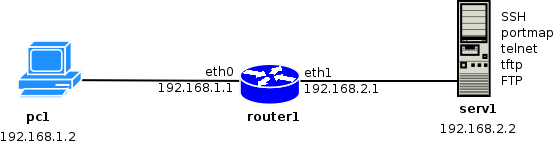 SSH
portmap
telnet
tftp
FTP
eth0
192.168.1.1
eth1
192.168.2.1
pc1
192.168.1.2
router1
serv1
192.168.2.2